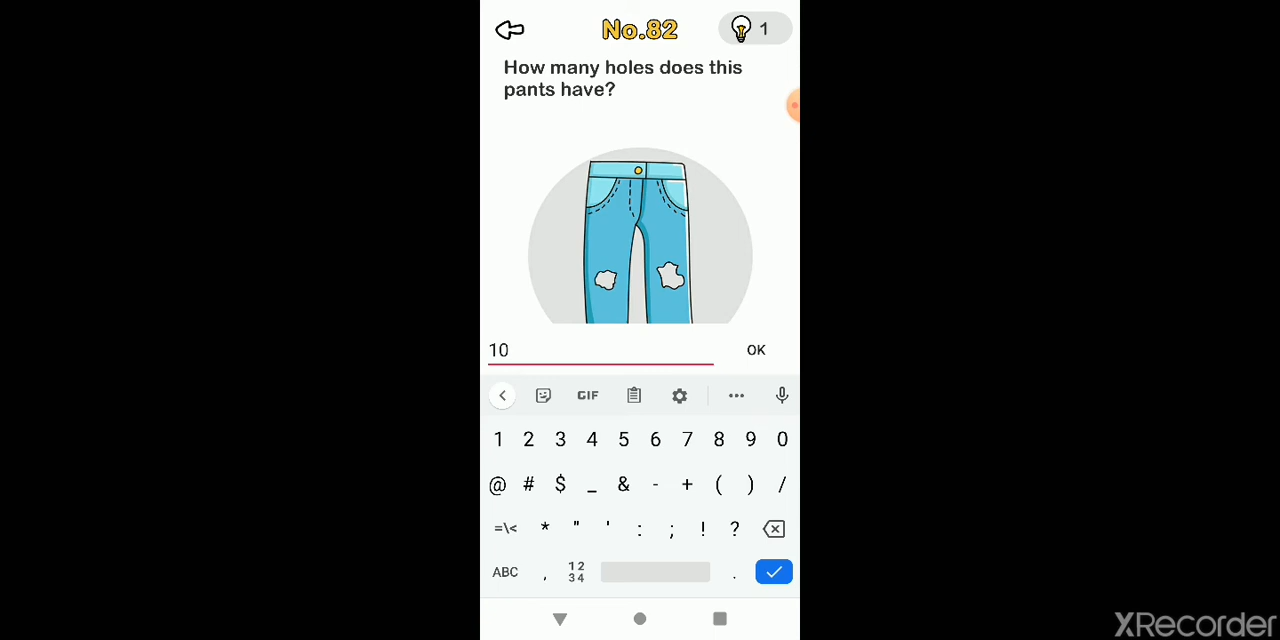 No.82
1
How many holes does this
pants have?
10
OK
GIF
1 2 3 4 5 6 7 8 9 0
@ # $ _ & - + ( ) /
=\< * " ' : ; ! ?
ABC , 12 34 .
XRecorder